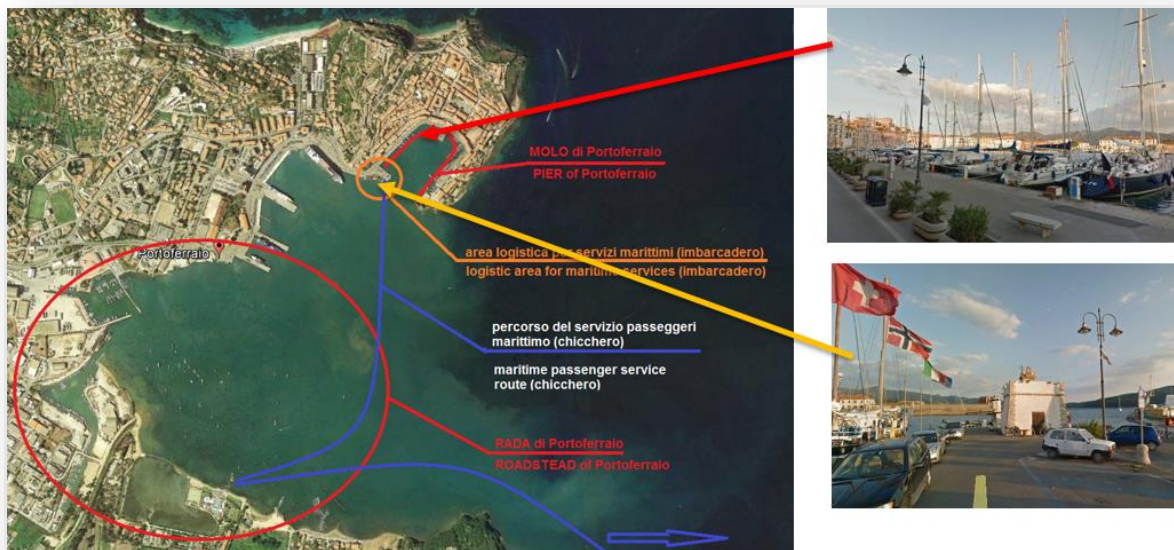 MOLO di Portoferraio
PIER of Portoferraio
Portoferraio
area logistica per servizi marittimi (imbarcadero)
logistic area for maritime services (imbarcadero)
percorso del servizio passeggeri
marittimo (chicchero)
maritime passenger service
route (chicchero)
RADA di Portoferraio
ROADSTEAD of Portoferraio